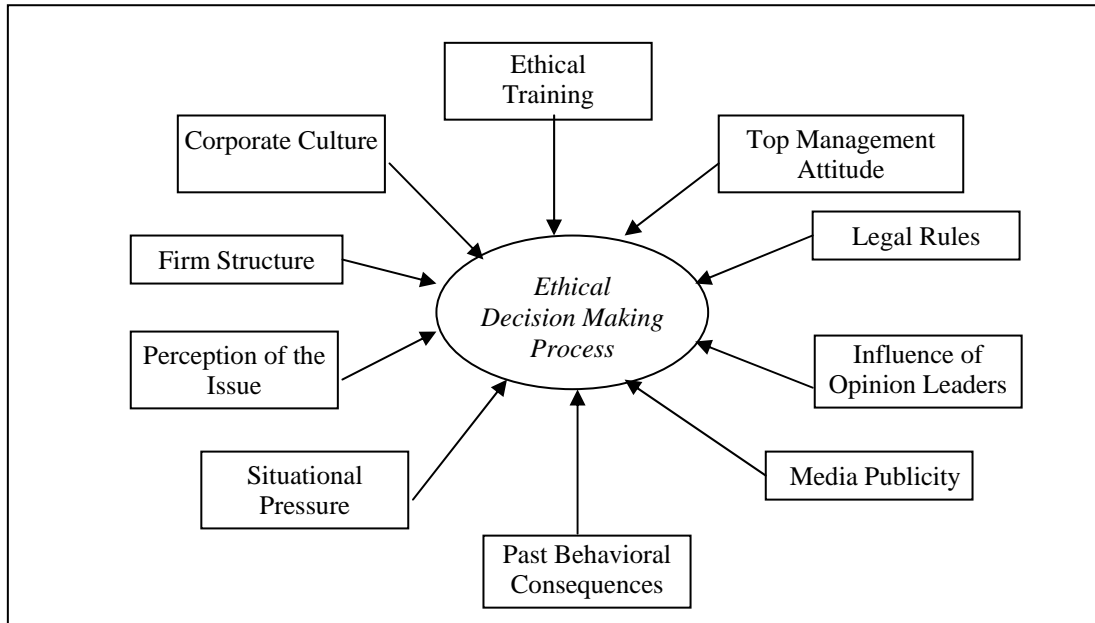 Ethical
Training
Corporate Culture
Top Management
Attitude
Firm Structure
Legal Rules
Ethical
Decision Making
Process
Perception of the
Issue
Influence of
Opinion Leaders
Situational
Pressure
Media Publicity
Past Behavioral
Consequences